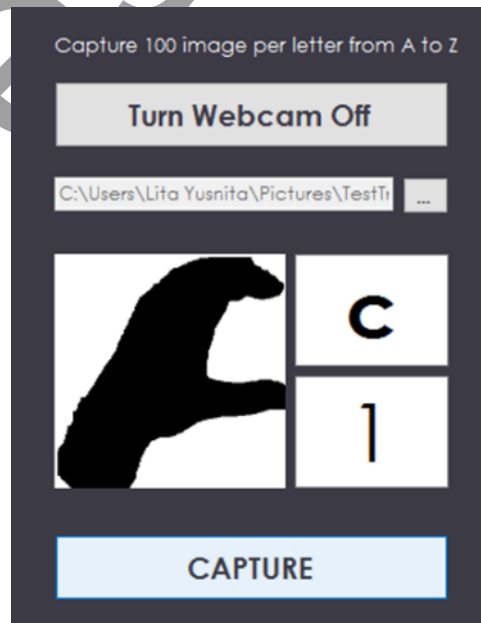 Capture 100 image per letter from A to Z
Turn Webcam Off
C:\Users\Lita Yusnita\Pictures\TestTr
...
c
1
CAPTURE